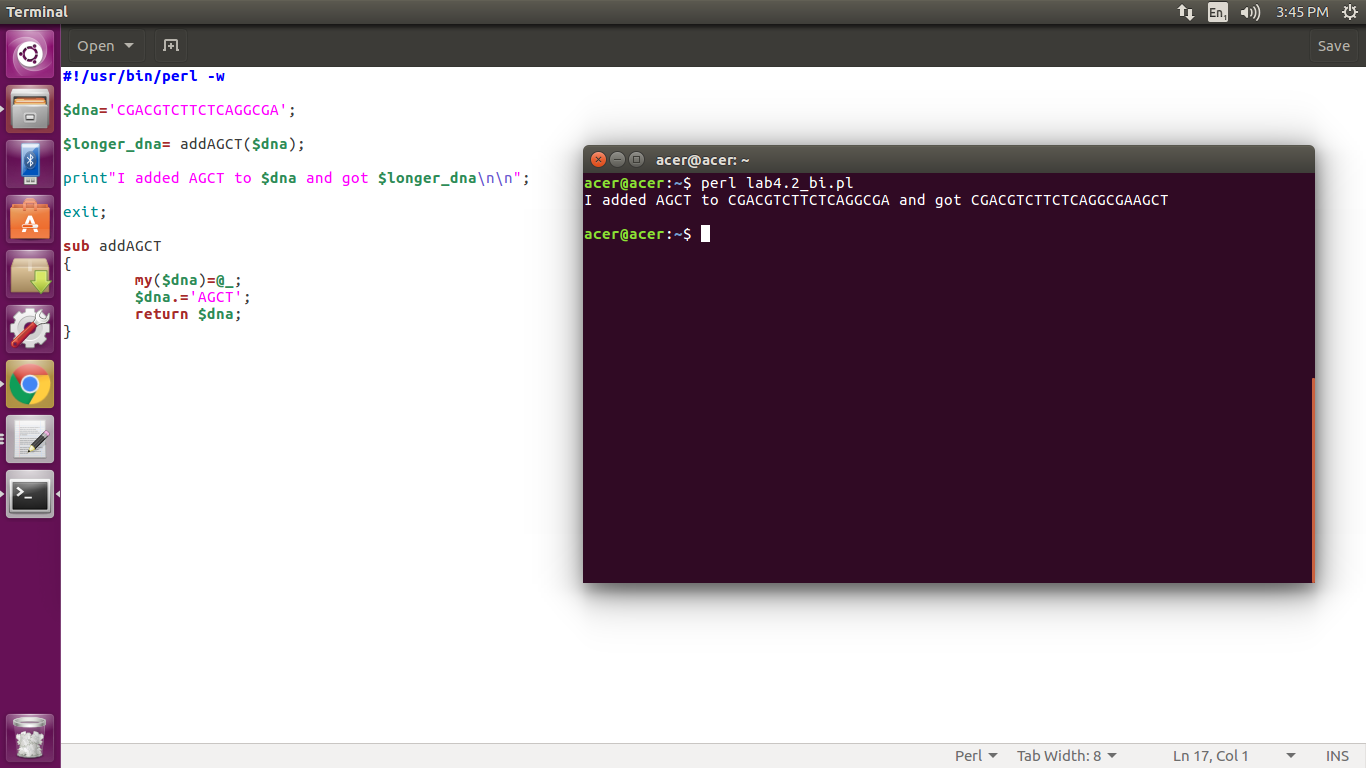 Terminal
En1
3:45 PM
Open
Save
#!/usr/bin/perl -w
$dna='CGACGTCTTCTCAGGCGA';
$longer_dna= addAGCT($dna);
print"I added AGCT to $dna and got $longer_dna\n\n";
exit;
sub addAGCT
{
my($dna)=@_;
$dna.='AGCT';
return $dna;
}
acer@acer: ~
acer@acer:~$ perl lab4.2_bi.pl
I added AGCT to CGACGTCTTCTCAGGCGA and got CGACGTCTTCTCAGGCGAAGCT
acer@acer:~$
Perl Tab Width: 8 Ln 17, Col 1 INS